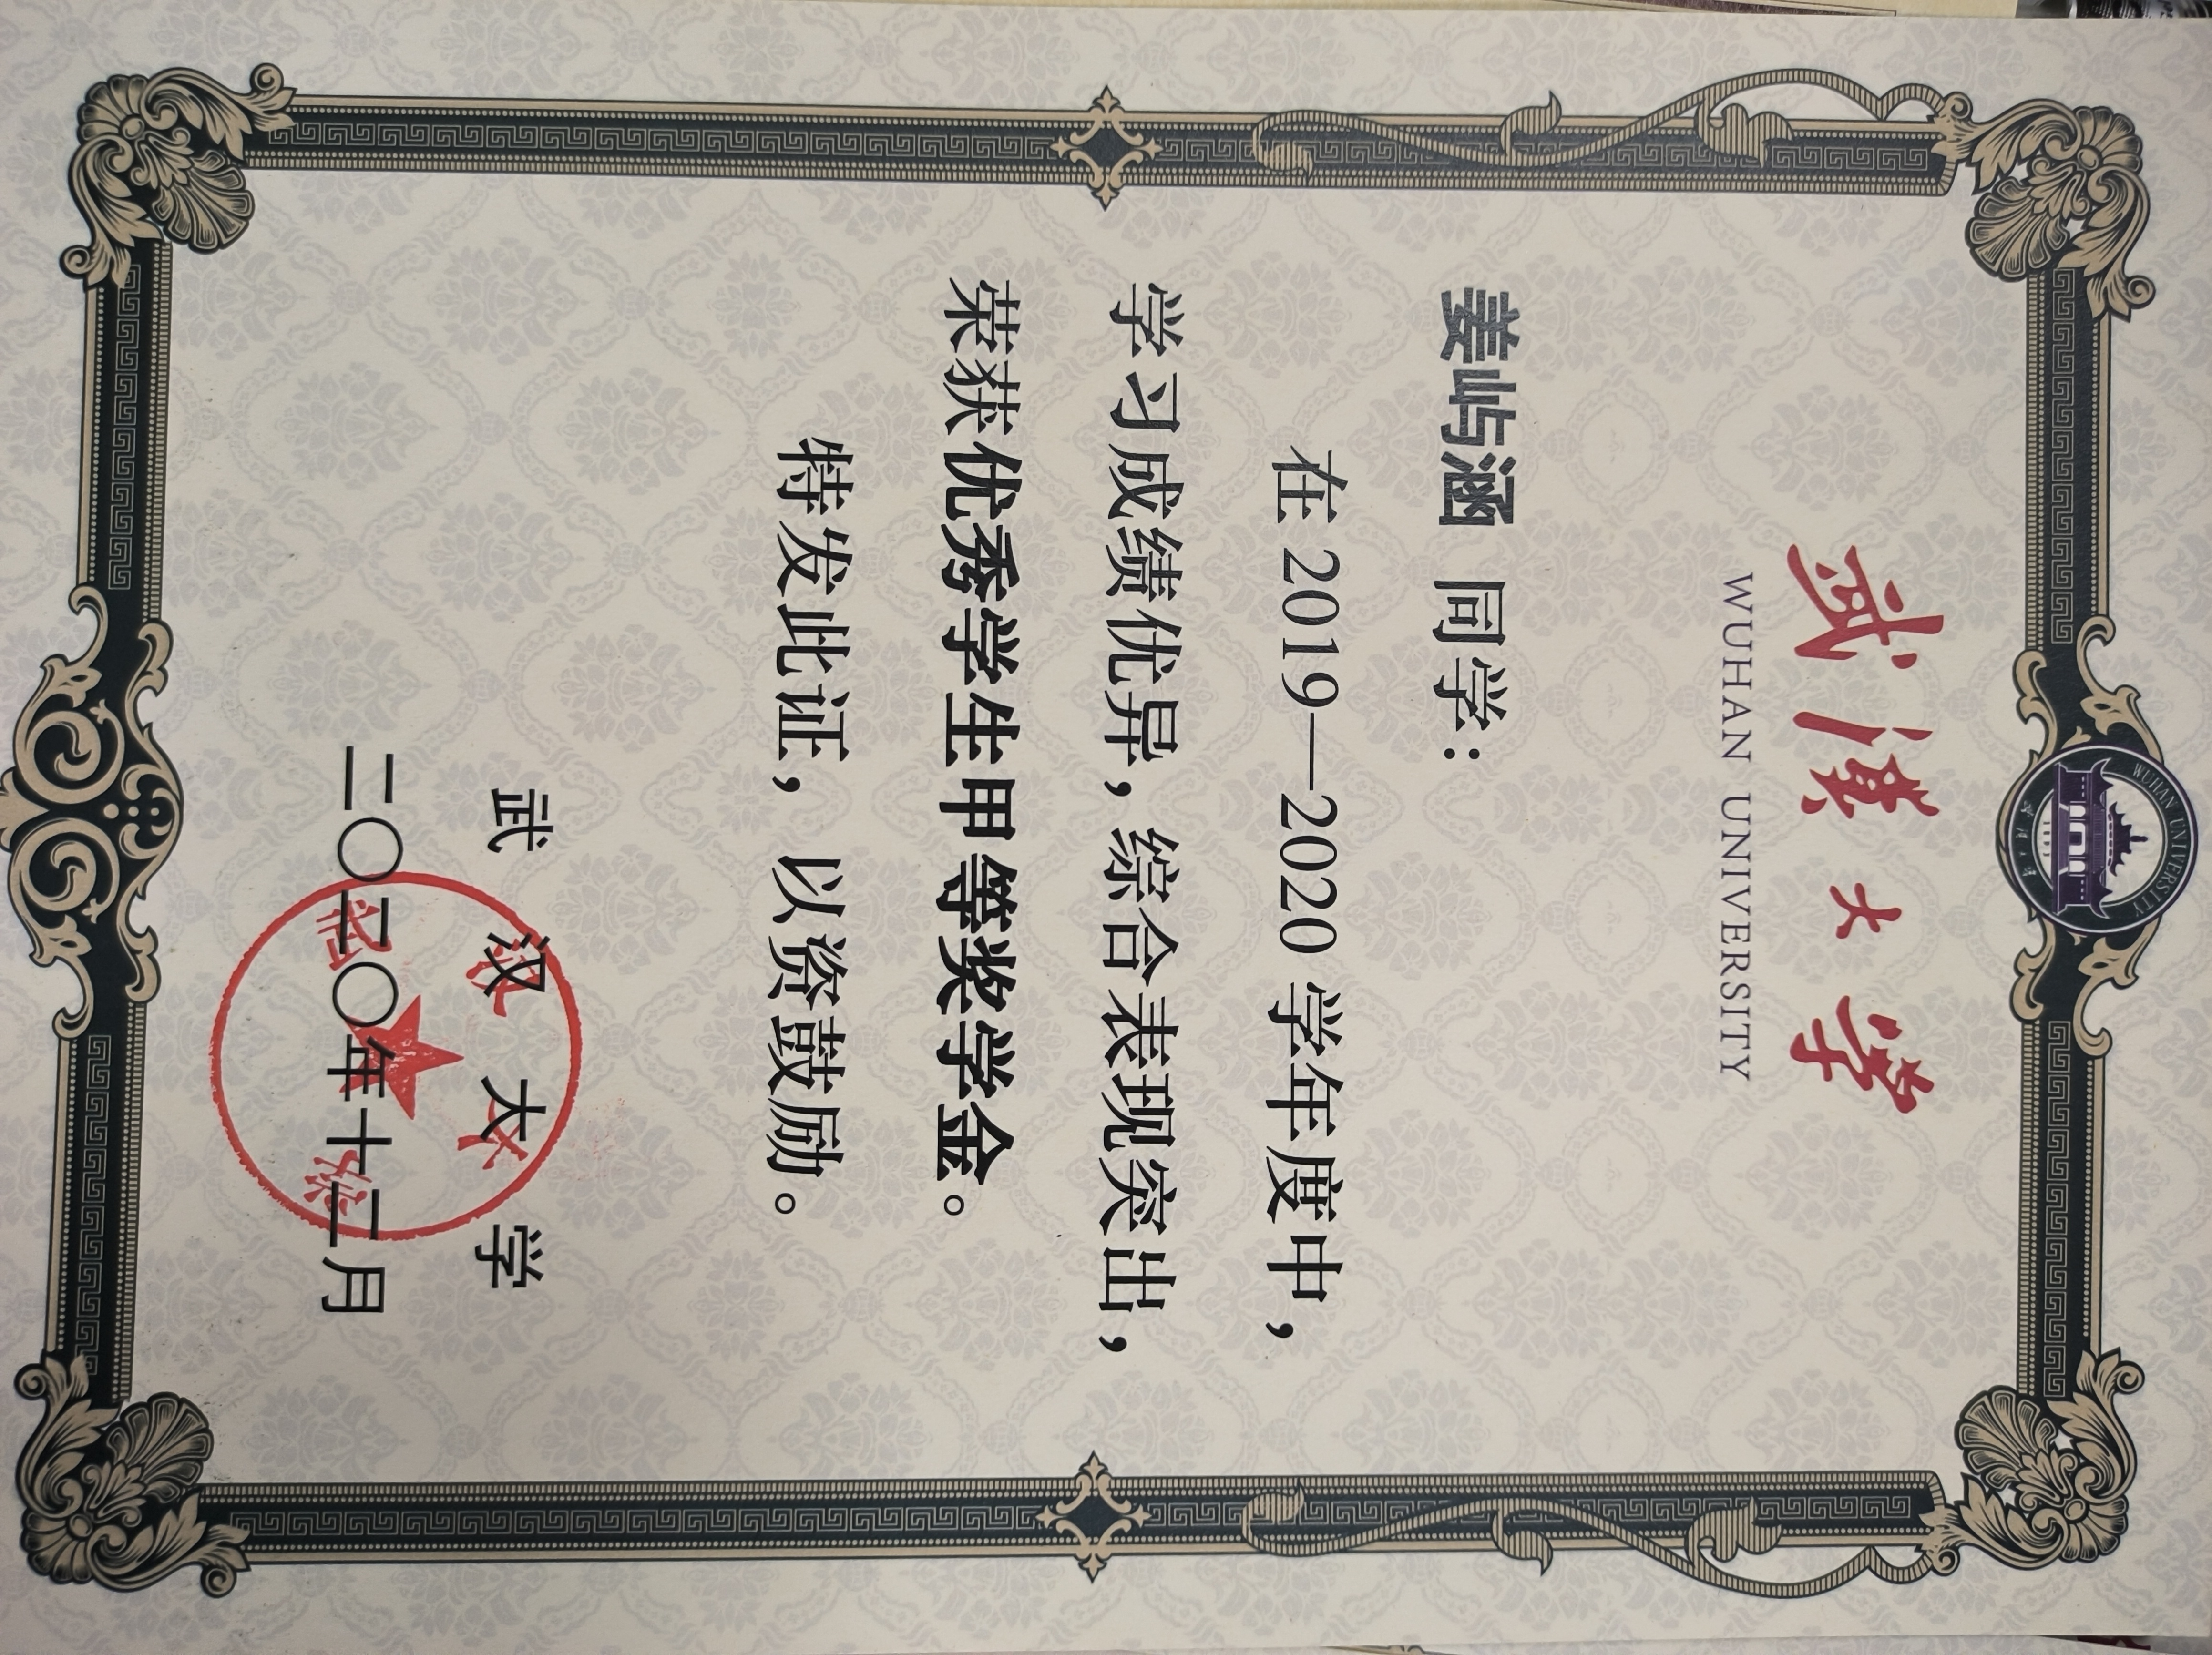 WUHAN UNIVERSITY
1893
武漢大学
WUHAN UNIVERSITY
姜屿涵 同学：
在 2019—2020 学年度中，
学习成绩优异，综合表现突出，
荣获优秀学生甲等奖学金。
特发此证，以资鼓励。
武汉大学
二〇二〇年十二月